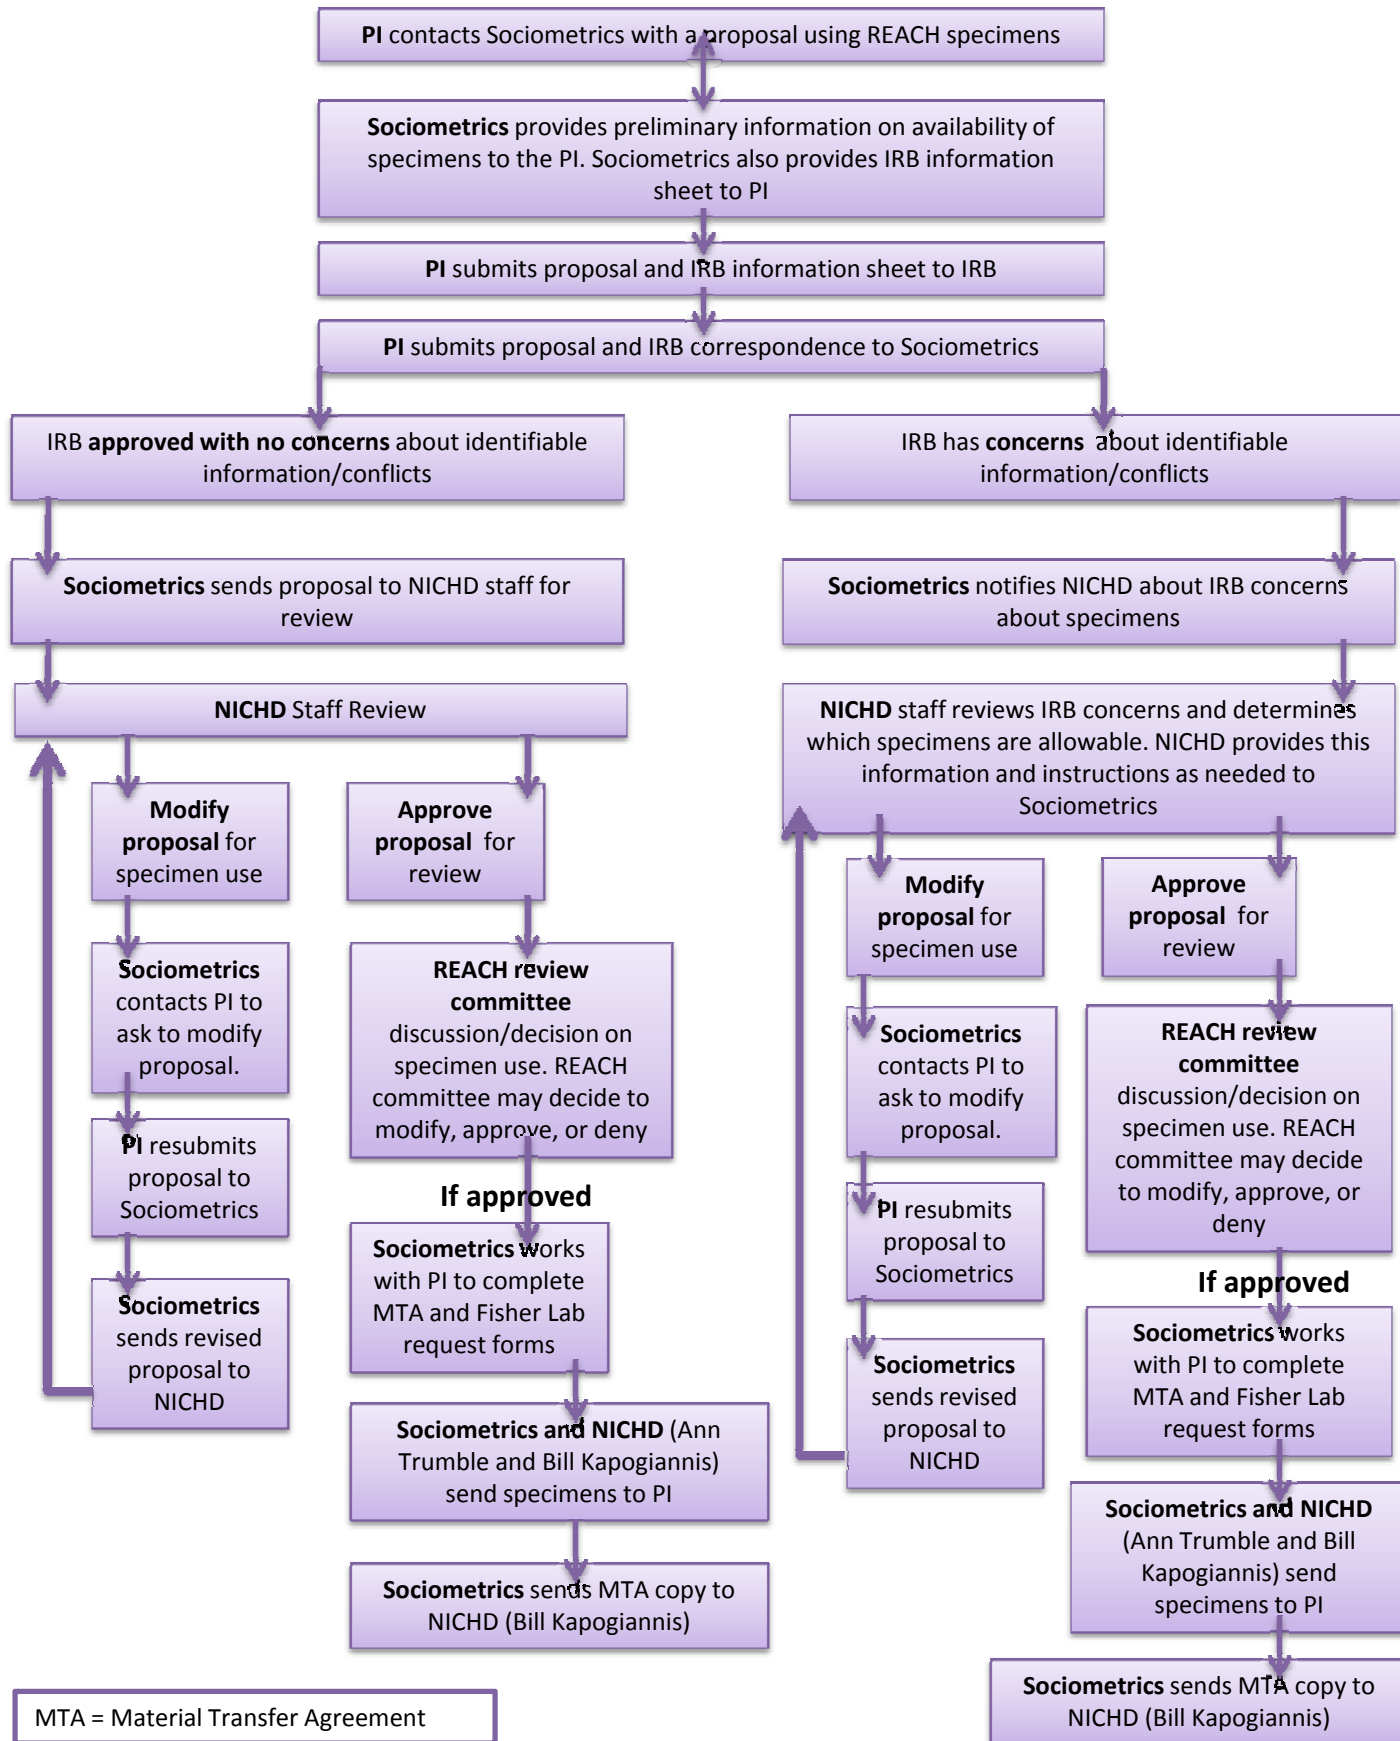 PI contacts Sociometrics with a proposal using REACH specimens
Sociometrics provides preliminary information on availability of
specimens to the PI. Sociometrics also provides IRB information
sheet to PI
PI submits proposal and IRB information sheet to IRB
PI submits proposal and IRB correspondence to Sociometrics
IRB approved with no concerns about identifiable
information/conflicts
Sociometrics sends proposal to NICHD staff for
review
NICHD Staff Review
Modify
proposal for
specimen use
Sociometrics
contacts PI to
ask to modify
proposal.
PI resubmits
proposal to
Sociometrics
Sociometrics
sends revised
proposal to
NICHD
Approve
proposal for
review
REACH review
committee
discussion/decision on
specimen use. REACH
committee may decide to
modify, approve, or deny
If approved
Sociometrics works
with PI to complete
MTA and Fisher Lab
request forms
Sociometrics and NICHD (Ann
Trumble and Bill Kapogiannis)
send specimens to PI
Sociometrics sends MTA copy to
NICHD (Bill Kapogiannis)
IRB has concerns about identifiable
information/conflicts
Sociometrics notifies NICHD about IRB concerns
about specimens
NICHD staff reviews IRB concerns and determines
which specimens are allowable. NICHD provides this
information and instructions as needed to
Sociometrics
Modify
proposal for
specimen use
Sociometrics
contacts PI to
ask to modify
proposal.
PI resubmits
proposal to
Sociometrics
Sociometrics
sends revised
proposal to
NICHD
Approve
proposal for
review
REACH review
committee
discussion/decision on
specimen use. REACH
committee may decide
to modify, approve, or
deny
If approved
Sociometrics works
with PI to complete
MTA and Fisher Lab
request forms
Sociometrics and NICHD
(Ann Trumble and Bill
Kapogiannis) send
specimens to PI
Sociometrics sends MTA copy to
NICHD (Bill Kapogiannis)
MTA = Material Transfer Agreement